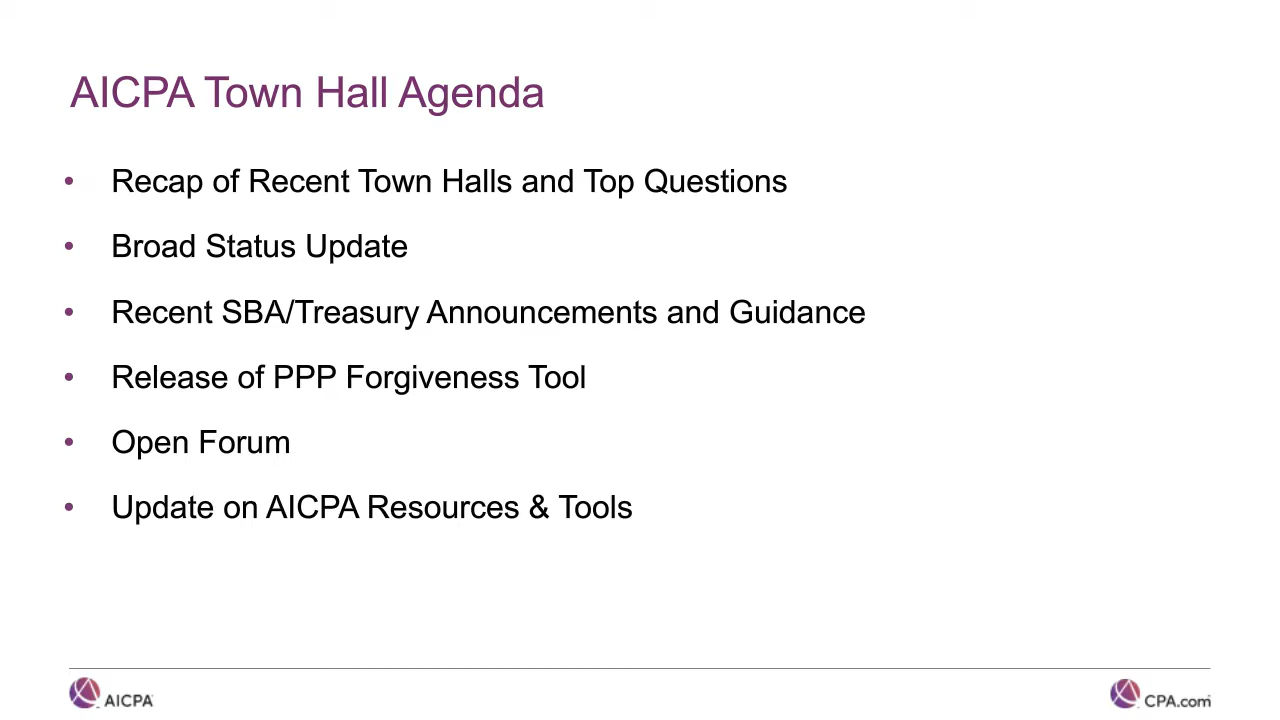 AICPA Town Hall Agenda
• Recap of Recent Town Halls and Top Questions
• Broad Status Update
• Recent SBA/Treasury Announcements and Guidance
• Release of PPP Forgiveness Tool
• Open Forum
• Update on AICPA Resources & Tools
AICPA
CPA.com